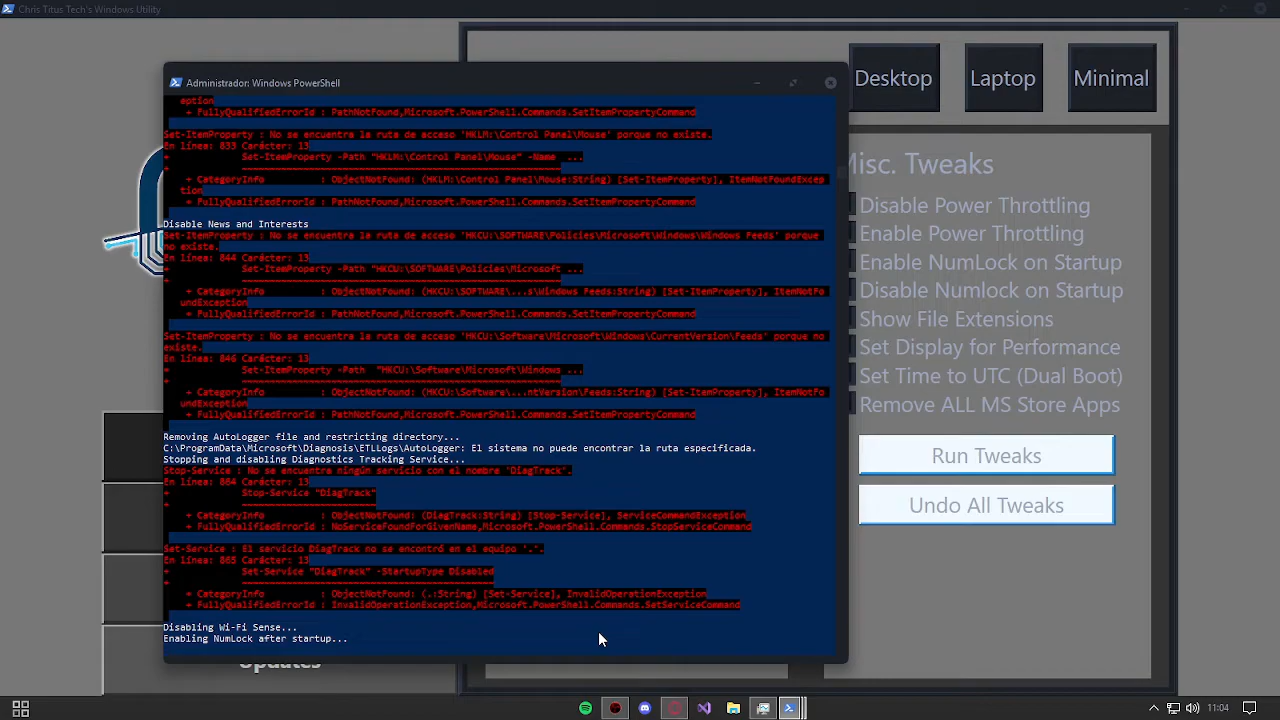 Chris Titus Tech's Windows Utility
Desktop
Laptop
Minimal
Administrador: Windows PowerShell
eption
+ FullyQualifiedErrorId : PathNotFound,Microsoft.PowerShell.Commands.SetItemPropertyCommand
Set-ItemProperty : No se encuentra la ruta de acceso 'HKLM:\Control Panel\Mouse' porque no existe.
En línea: 833 Carácter: 13
+ Set-ItemProperty -Path "HKLM:\Control Panel\Mouse" -Name ...
+ ~~~~~~~~~~~~~~~~~~~~~~~~~~~~~~~~~~~~~~~~~~~~~~~~~~~~~~~~~
+ CategoryInfo : ObjectNotFound: (HKLM:\Control Panel\Mouse:String) [Set-ItemProperty], ItemNotFoundExcep
tion
+ FullyQualifiedErrorId : PathNotFound,Microsoft.PowerShell.Commands.SetItemPropertyCommand
Disable News and Interests
Set-ItemProperty : No se encuentra la ruta de acceso 'HKCU:\SOFTWARE\Policies\Microsoft\Windows\Windows Feeds' porque
no existe.
En línea: 844 Carácter: 13
+ Set-ItemProperty -Path "HKCU:\SOFTWARE\Policies\Microsoft ...
+ ~~~~~~~~~~~~~~~~~~~~~~~~~~~~~~~~~~~~~~~~~~~~~~~~~~~~~~~~~
+ CategoryInfo : ObjectNotFound: (HKCU:\SOFTWARE\...s\Windows Feeds:String) [Set-ItemProperty], ItemNotFo
undException
+ FullyQualifiedErrorId : PathNotFound,Microsoft.PowerShell.Commands.SetItemPropertyCommand
Set-ItemProperty : No se encuentra la ruta de acceso 'HKCU:\Software\Microsoft\Windows\CurrentVersion\Feeds' porque no
existe.
En línea: 846 Carácter: 13
+ Set-ItemProperty -Path "HKCU:\Software\Microsoft\Windows ...
+ ~~~~~~~~~~~~~~~~~~~~~~~~~~~~~~~~~~~~~~~~~~~~~~~~~~~~~~~~~
+ CategoryInfo : ObjectNotFound: (HKCU:\Software\...ntVersion\Feeds:String) [Set-ItemProperty], ItemNotFo
undException
+ FullyQualifiedErrorId : PathNotFound,Microsoft.PowerShell.Commands.SetItemPropertyCommand
Removing AutoLogger file and restricting directory...
C:\ProgramData\Microsoft\Diagnosis\ETLLogs\AutoLogger: El sistema no puede encontrar la ruta especificada.
Stopping and disabling Diagnostics Tracking Service...
Stop-Service : No se encuentra ningún servicio con el nombre 'DiagTrack'.
En línea: 864 Carácter: 13
+ Stop-Service "DiagTrack"
+ ~~~~~~~~~~~~~~~~~~~~~~~~
+ CategoryInfo : ObjectNotFound: (DiagTrack:String) [Stop-Service], ServiceCommandException
+ FullyQualifiedErrorId : NoServiceFoundForGivenName,Microsoft.PowerShell.Commands.StopServiceCommand
Set-Service : El servicio DiagTrack no se encontró en el equipo '.'.
En línea: 865 Carácter: 13
+ Set-Service "DiagTrack" -StartupType Disabled
+ ~~~~~~~~~~~~~~~~~~~~~~~~~~~~~~~~~~~~~~~~~~~~~
+ CategoryInfo : ObjectNotFound: (.:String) [Set-Service], InvalidOperationException
+ FullyQualifiedErrorId : InvalidOperationException,Microsoft.PowerShell.Commands.SetServiceCommand
Disabling Wi-Fi Sense...
Enabling NumLock after startup...
Misc. Tweaks
Disable Power Throttling
Enable Power Throttling
Enable NumLock on Startup
Disable Numlock on Startup
Show File Extensions
Set Display for Performance
Set Time to UTC (Dual Boot)
Remove ALL MS Store Apps
Run Tweaks
Undo All Tweaks
Updates
11:04